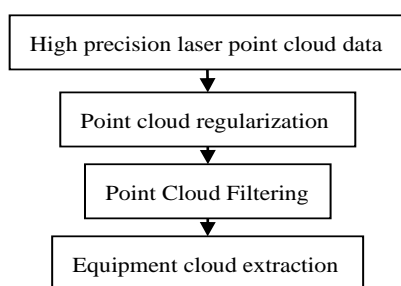 High precision laser point cloud data
Point cloud regularization
Point Cloud Filtering
Equipment cloud extraction